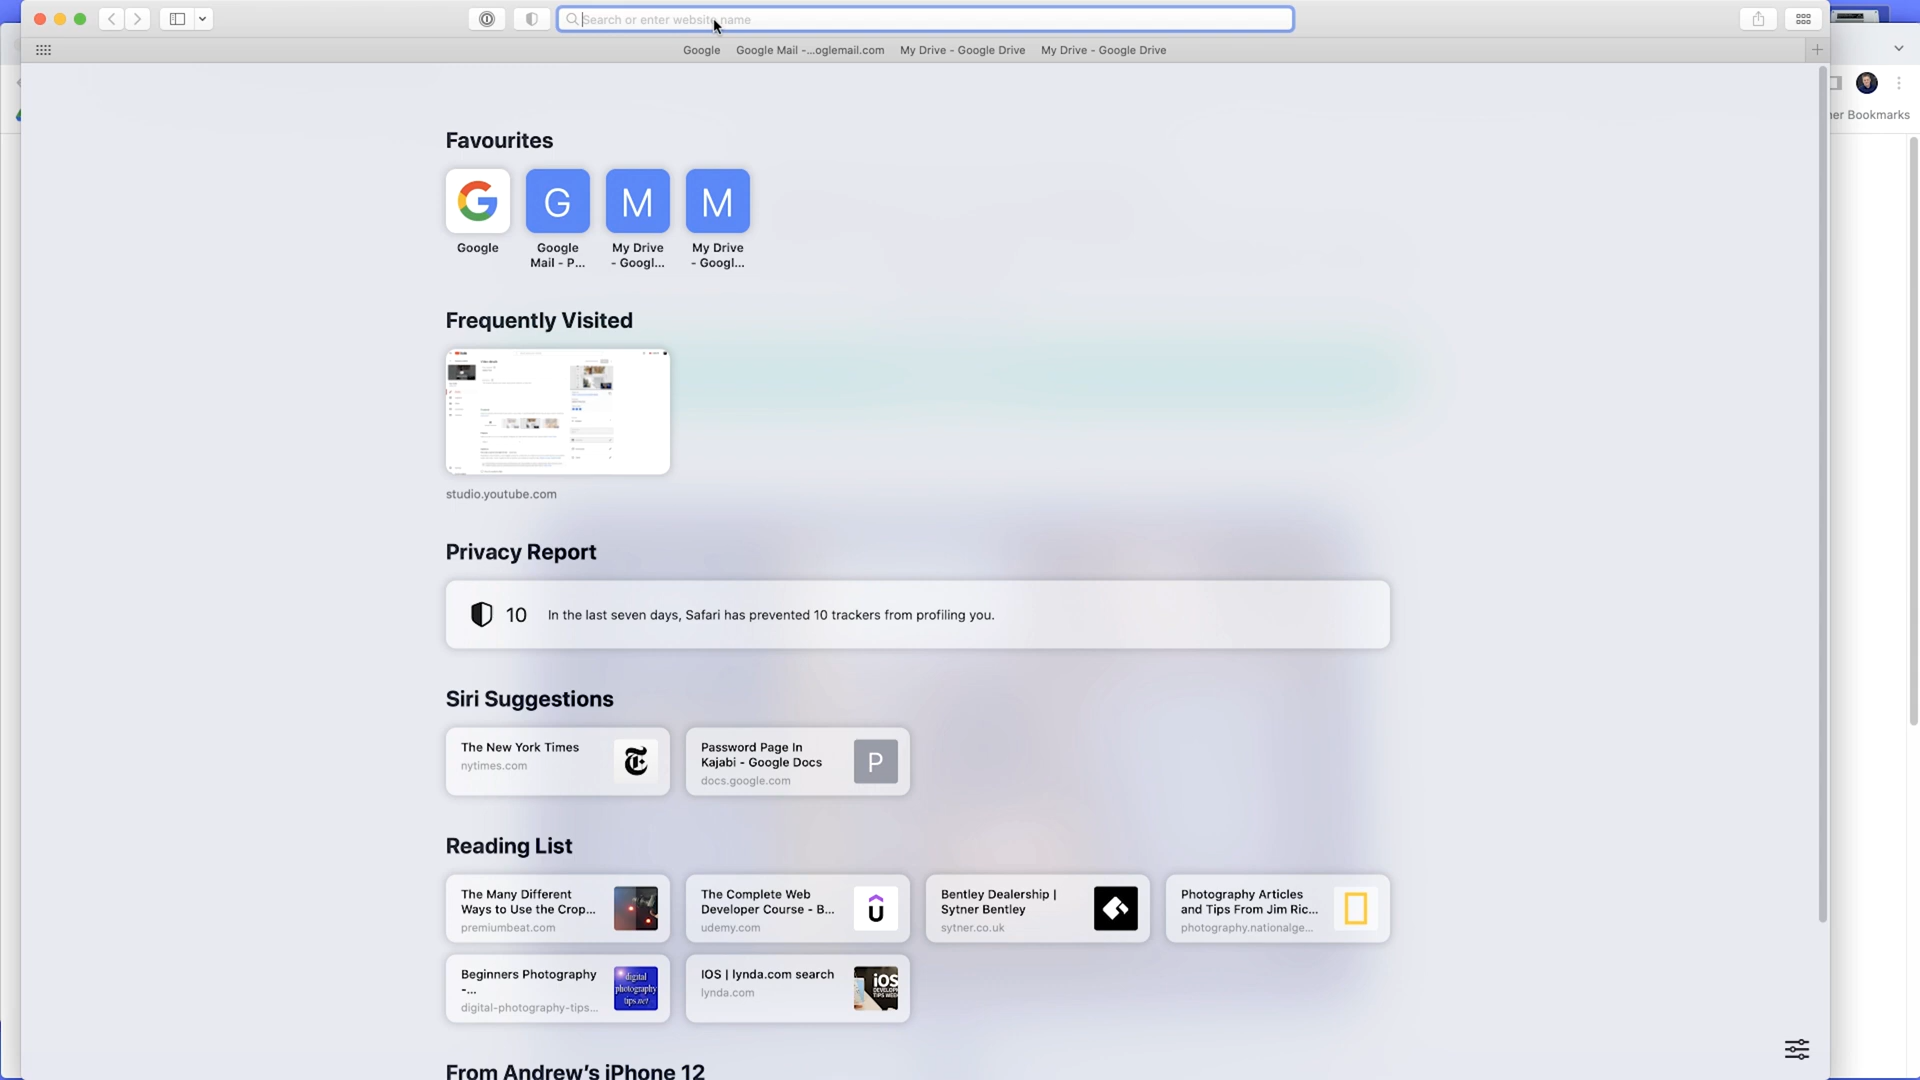 Search or enter website name
Google Google Mail -...oglemail.com My Drive - Google Drive My Drive - Google Drive
er Bookmarks
Favourites
G M M
Google
Google Mail - P...
My Drive - Googl...
My Drive - Googl...
Frequently Visited
studio.youtube.com
Privacy Report
10 In the last seven days, Safari has prevented 10 trackers from profiling you.
Siri Suggestions
The New York Times
nytimes.com
Password Page In
Kajabi - Google Docs
docs.google.com
P
Reading List
The Many Different
Ways to Use the Crop...
premiumbeat.com
The Complete Web
Developer Course - B...
udemy.com
Bentley Dealership |
Sytner Bentley
sytner.co.uk
Photography Articles
and Tips From Jim Ric...
photography.nationalge...
Beginners Photography
-...
digital-photography-tips...
digital
photography
tips.net
IOS | lynda.com search
lynda.com
iOS
From Andrew's iPhone 12